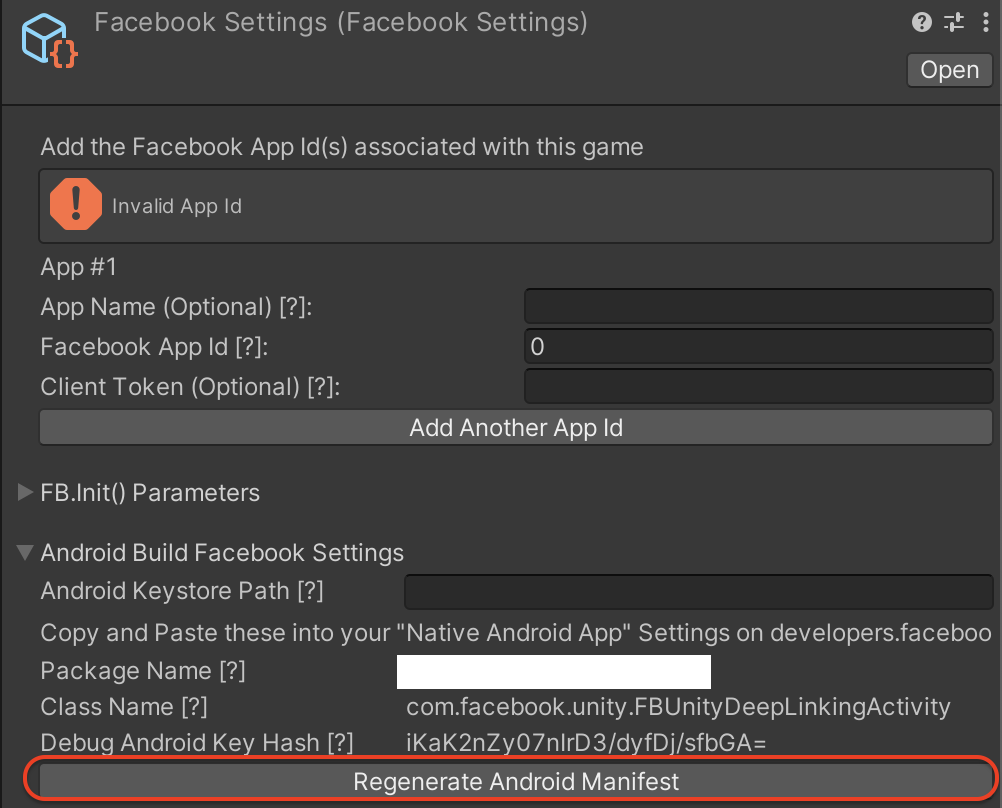 Facebook Settings (Facebook Settings)
Open
Add the Facebook App Id(s) associated with this game
Invalid App Id
App #1
App Name (Optional) [?]:
Facebook App Id [?]: 0
Client Token (Optional) [?]:
Add Another App Id
FB.Init() Parameters
Android Build Facebook Settings
Android Keystore Path [?]
Copy and Paste these into your "Native Android App" Settings on developers.faceboo
Package Name [?]
Class Name [?] com.facebook.unity.FBUnityDeepLinkingActivity
Debug Android Key Hash [?] iKaK2nZy07nIrD3/dyfDj/sfbGA=
Regenerate Android Manifest